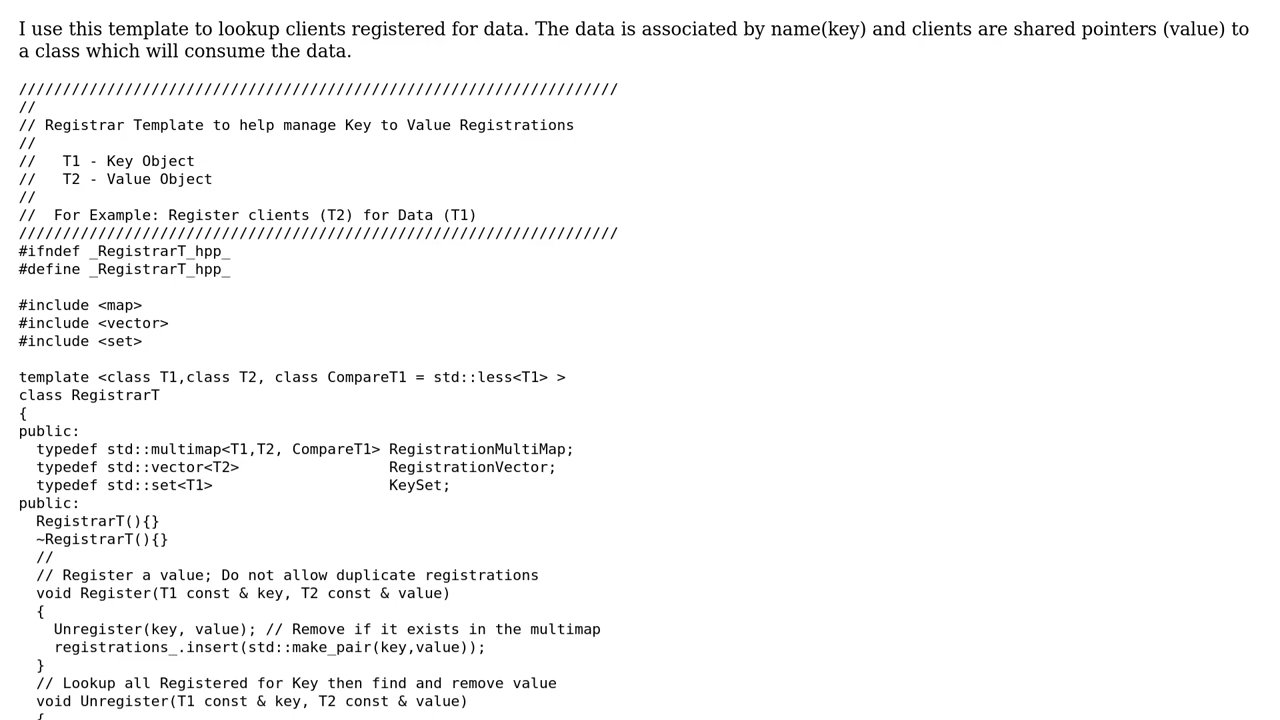 I use this template to lookup clients registered for data. The data is associated by name(key) and clients are shared pointers (value) to
a class which will consume the data.
////////////////////////////////////////////////////////////////////
//
// Registrar Template to help manage Key to Value Registrations
//
//   T1 - Key Object
//   T2 - Value Object
//
//  For Example: Register clients (T2) for Data (T1)
////////////////////////////////////////////////////////////////////
#ifndef _RegistrarT_hpp_
#define _RegistrarT_hpp_

#include <map>
#include <vector>
#include <set>

template <class T1,class T2, class CompareT1 = std::less<T1> >
class RegistrarT
{
public:
  typedef std::multimap<T1,T2, CompareT1> RegistrationMultiMap;
  typedef std::vector<T2>                 RegistrationVector;
  typedef std::set<T1>                    KeySet;
public:
  RegistrarT(){}
  ~RegistrarT(){}
  //
  // Register a value; Do not allow duplicate registrations
  void Register(T1 const & key, T2 const & value)
  {
    Unregister(key, value); // Remove if it exists in the multimap
    registrations_.insert(std::make_pair(key,value));
  }
  // Lookup all Registered for Key then find and remove value
  void Unregister(T1 const & key, T2 const & value)
  {